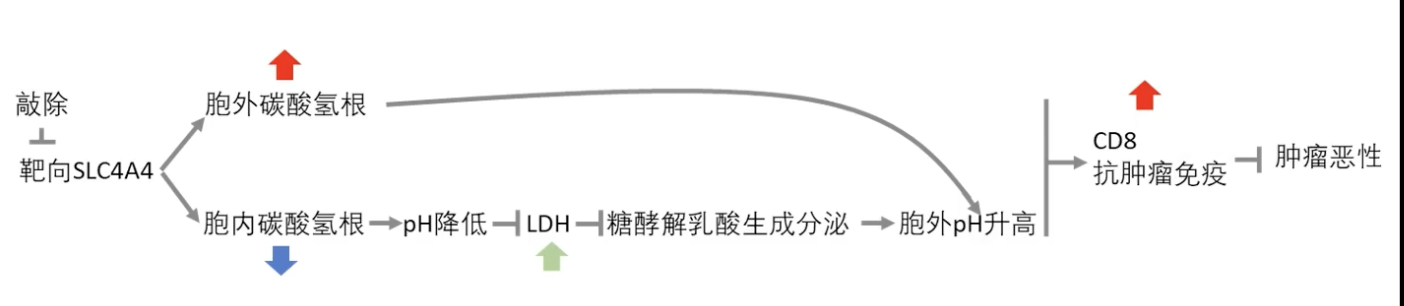 敲除
靶向SLC4A4
胞外碳酸氢根
胞内碳酸氢根
pH降低
LDH
糖酵解乳酸生成分泌
胞外pH升高
CD8
抗肿瘤免疫
肿瘤恶性